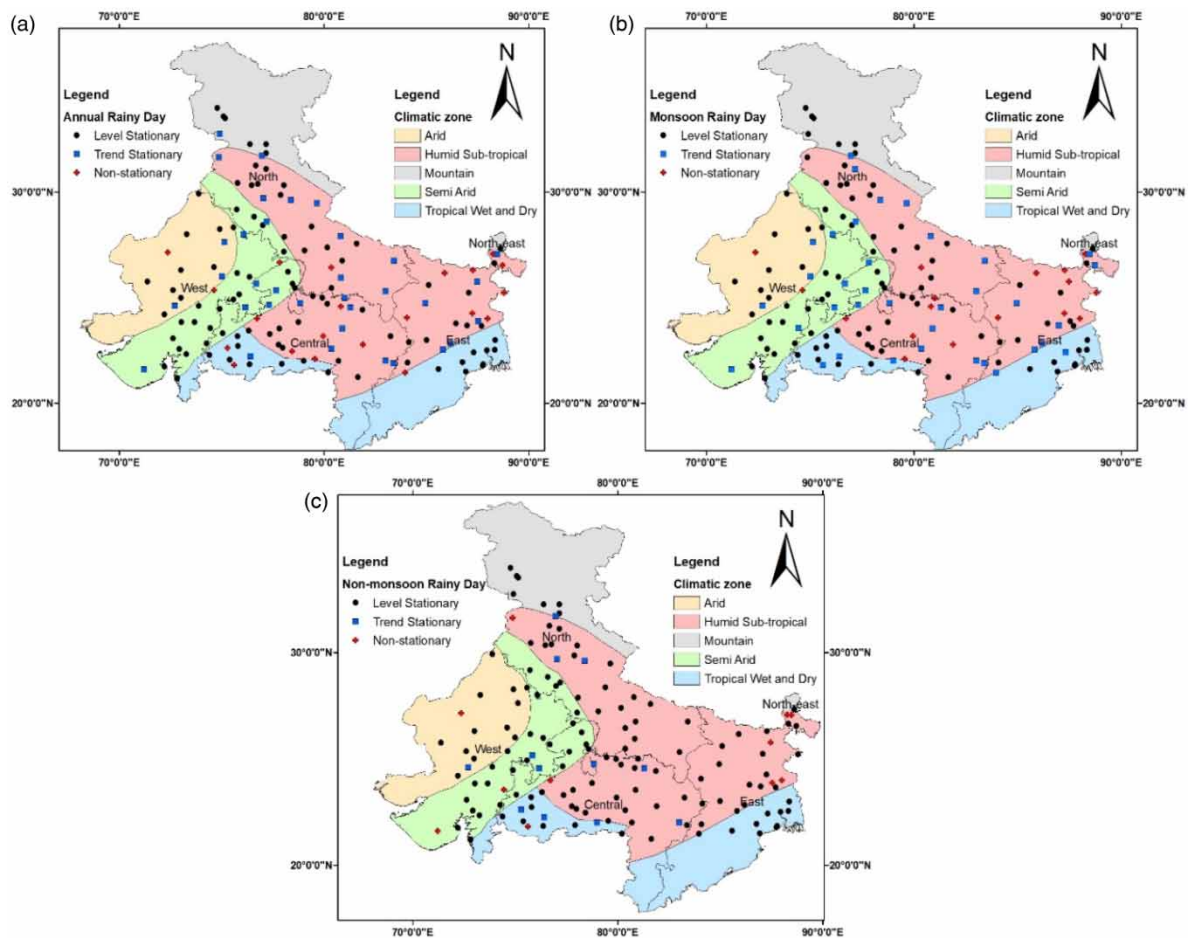 (a)
70°0'0"E 80°0'0"E 90°0'0"E
N
Legend
Annual Rainy Day
Level Stationary
Trend Stationary
Non-stationary
Legend
Climatic zone
Arid
Humid Sub-tropical
Mountain
Semi Arid
Tropical Wet and Dry
North
North-east
West
Central
East
30°0'0"N
20°0'0"N
70°0'0"E 80°0'0"E 90°0'0"E
(b)
70°0'0"E 80°0'0"E 90°0'0"E
N
Legend
Monsoon Rainy Day
Level Stationary
Trend Stationary
Non-stationary
Legend
Climatic zone
Arid
Humid Sub-tropical
Mountain
Semi Arid
Tropical Wet and Dry
North
North-east
West
Central
East
30°0'0"N 30°0'0"N
20°0'0"N 20°0'0"N
70°0'0"E 80°0'0"E 90°0'0"E
(c)
70°0'0"E 80°0'0"E 90°0'0"E
N
Legend
Non-monsoon Rainy Day
Level Stationary
Trend Stationary
Non-stationary
Legend
Climatic zone
Arid
Humid Sub-tropical
Mountain
Semi Arid
Tropical Wet and Dry
North
North-east
West
Central
East
30°0'0"N 30°0'0"N
20°0'0"N 20°0'0"N
70°0'0"E 80°0'0"E 90°0'0"E